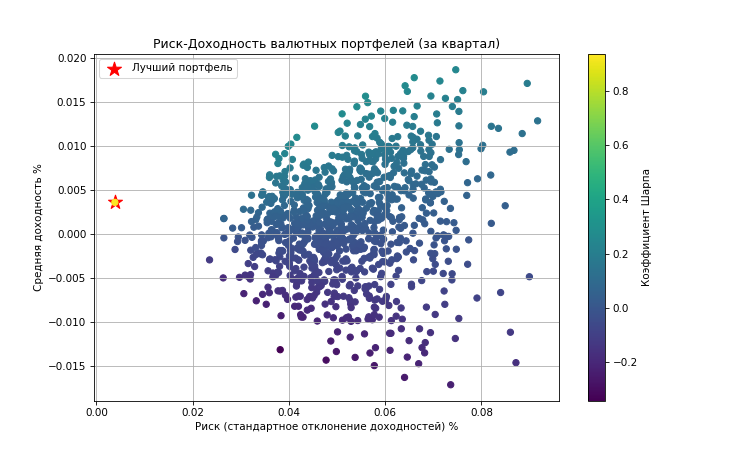 Риск-Доходность валютных портфелей (за квартал)
Лучший портфель
Средняя доходность %
0.020
0.015
0.010
0.005
0.000
−0.005
−0.010
−0.015
0.00 0.02 0.04 0.06 0.08
Риск (стандартное отклонение доходностей) %
0.8
0.6
0.4
0.2
0.0
−0.2
Коэффициент Шарпа